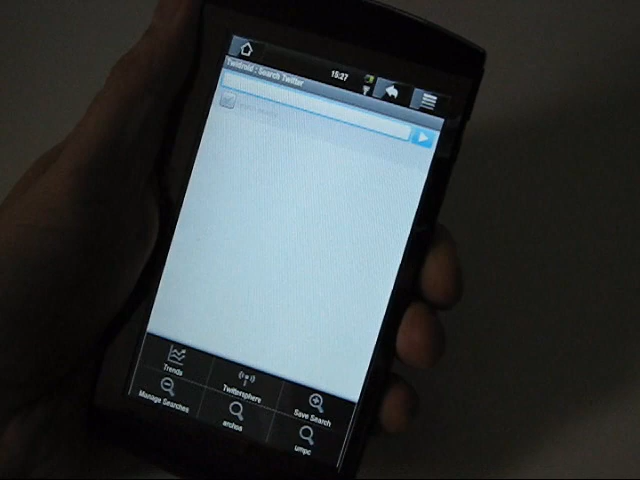 15:27
Twidroid : Search Twitter
Trends
Twittersphere
Save Search
Manage Searches
archos
umpc